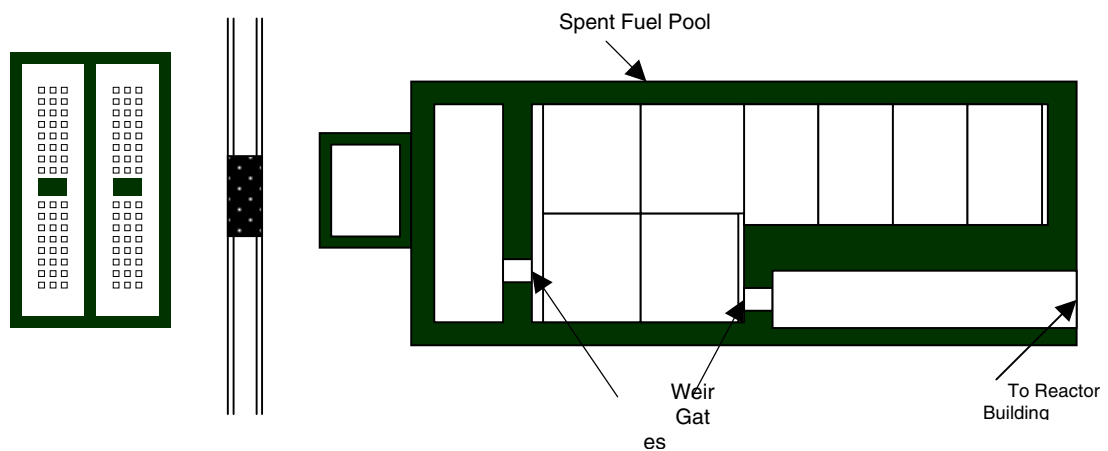 Spent Fuel Pool
Weir
Gat
es
To Reactor
Building